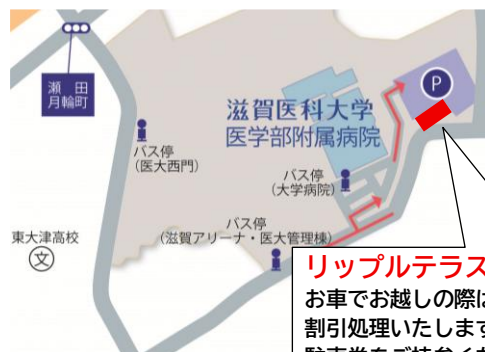 瀬田
月輪町
P
滋賀医科大学
医学部附属病院
バス停
(医大西門)
バス停
(大学病院)
バス停
(滋賀アリーナ・医大管理棟)
東大津高校
文
リップルテラス
お車でお越しの際は
割引処理いたします